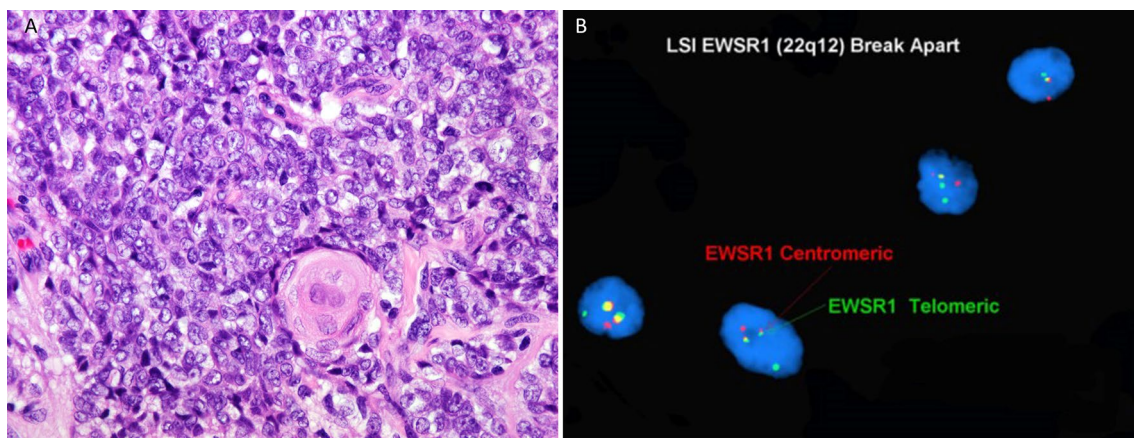 A
B
LSI EWSR1 (22q12) Break Apart
EWSR1 Centromeric
EWSR1 Telomeric